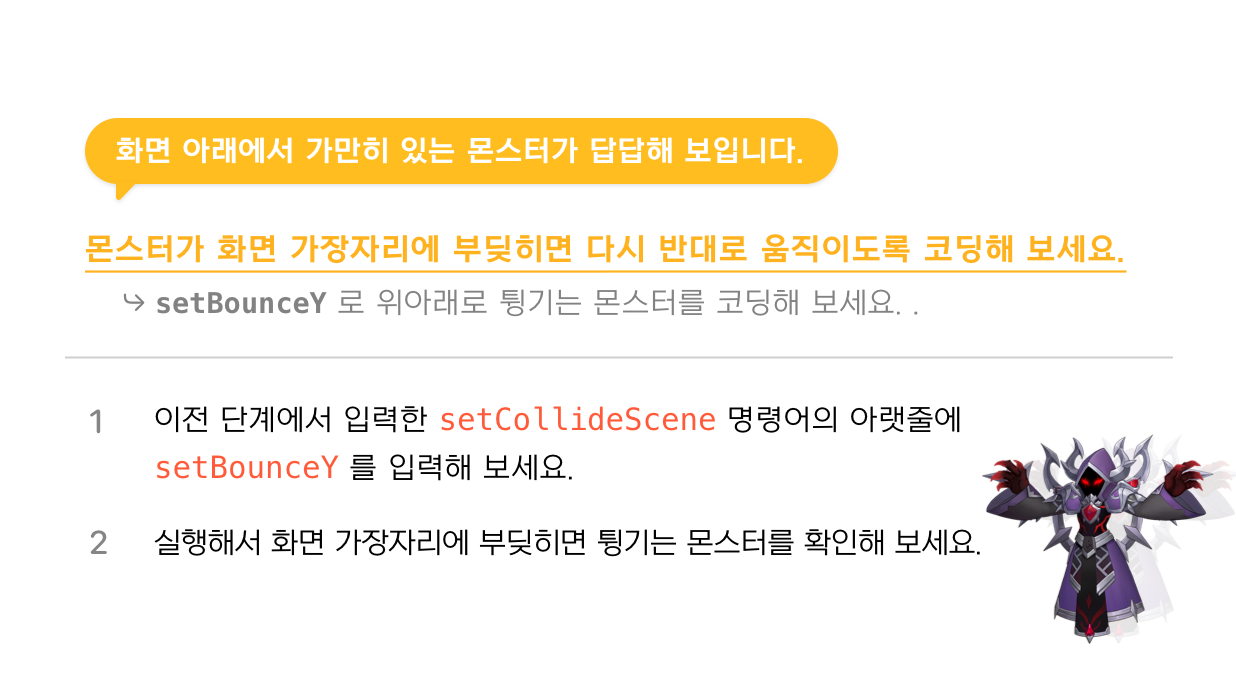 화면 아래에서 가만히 있는 몬스터가 답답해 보입니다.
몬스터가 화면 가장자리에 부딪히면 다시 반대로 움직이도록 코딩해 보세요.
↪ setBounceY 로 위아래로 튕기는 몬스터를 코딩해 보세요. .
1 이전 단계에서 입력한 setCollideScene 명령어의 아랫줄에
setBounceY 를 입력해 보세요.
2 실행해서 화면 가장자리에 부딪히면 튕기는 몬스터를 확인해 보세요.